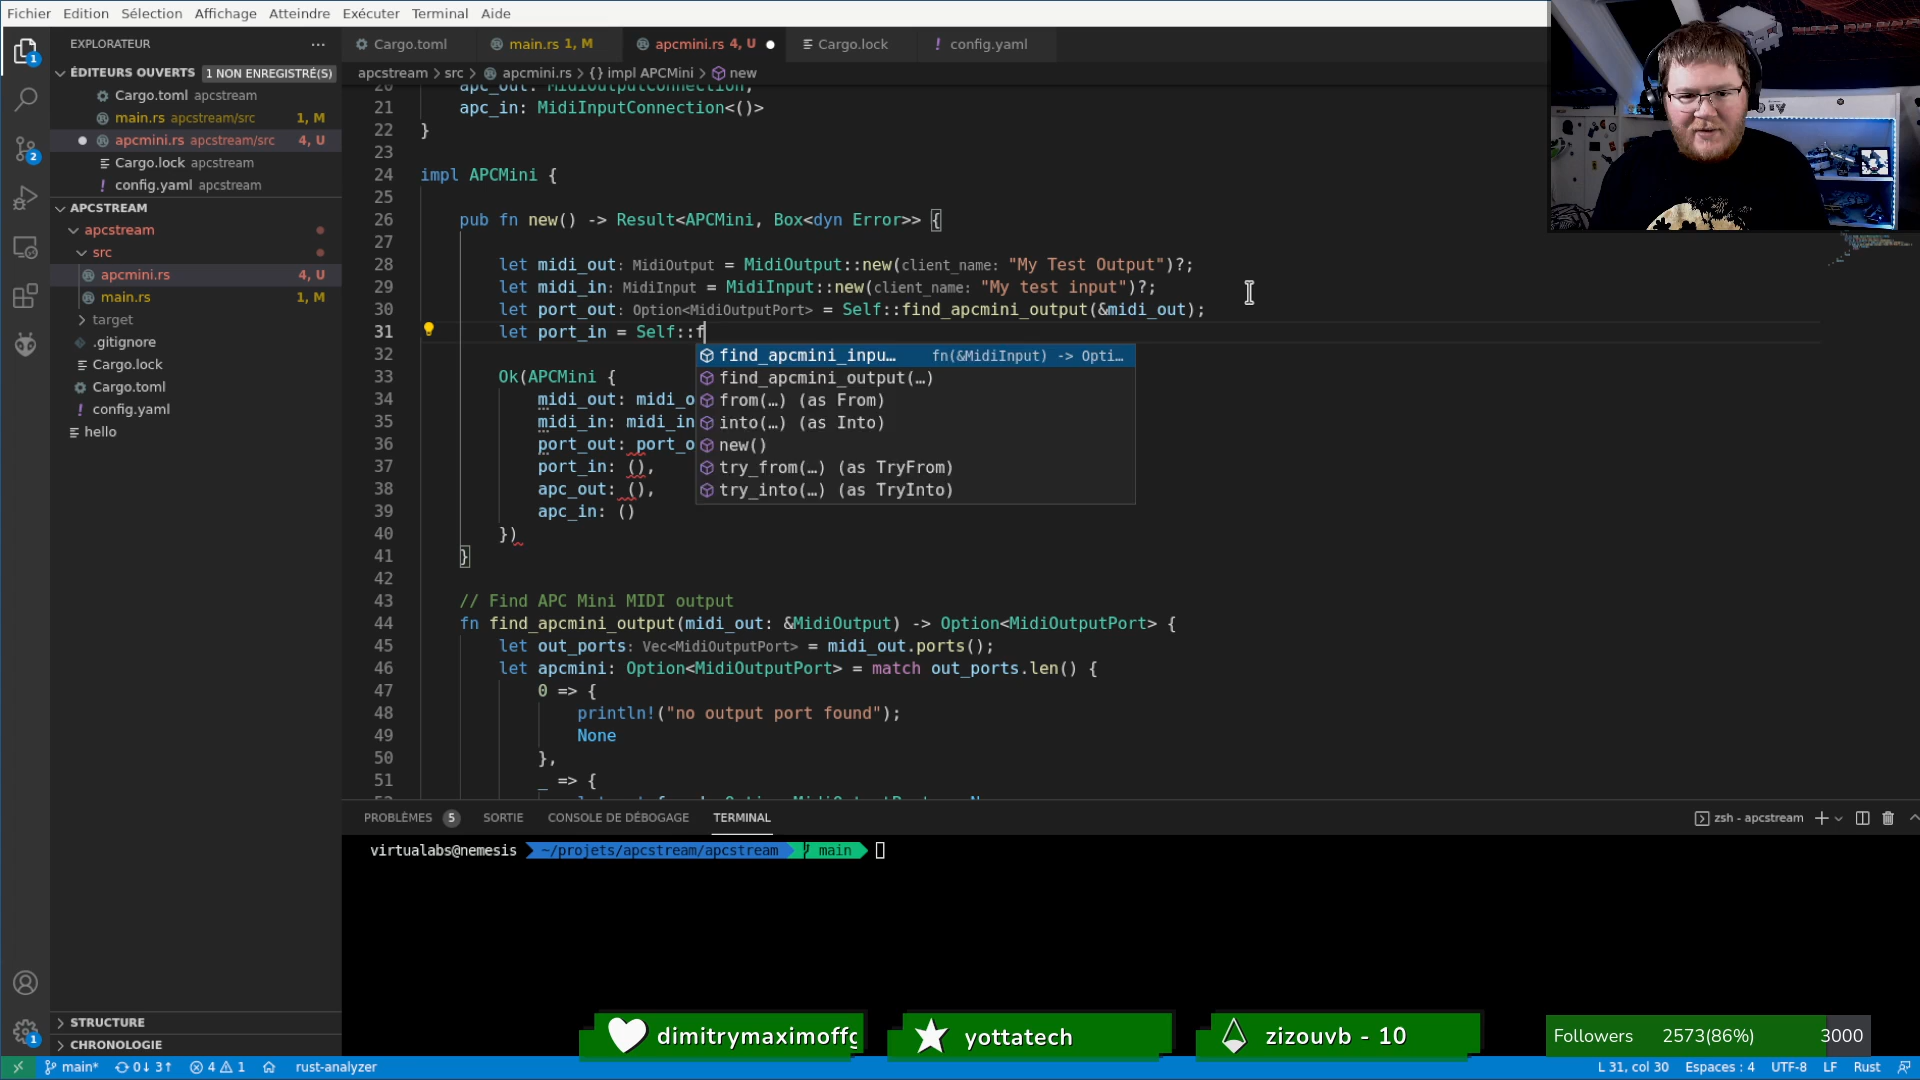 Fichier Edition Sélection Affichage Atteindre Exécuter Terminal Aide
EXPLORATEUR
ÉDITEURS OUVERTS 1 NON ENREGISTRÉ(S)
Cargo.toml apcstream
main.rs apcstream/src 1, M
apcmini.rs apcstream/src 4, U
Cargo.lock apcstream
config.yaml apcstream
APCSTREAM
apcstream
src
apcmini.rs 4, U
main.rs 1, M
target
.gitignore
Cargo.lock
Cargo.toml
config.yaml
hello
STRUCTURE
CHRONOLOGIE
Cargo.toml main.rs 1, M apcmini.rs 4, U Cargo.lock config.yaml
apcstream > src > apcmini.rs > {} impl APCMini > new
20 apc_out: MidiOutputConnection,
21 apc_in: MidiInputConnection<()>
22 }
23
24 impl APCMini {
25
26 pub fn new() -> Result<APCMini, Box<dyn Error>> {
27
28 let midi_out: MidiOutput = MidiOutput::new(client_name: "My Test Output")?;
29 let midi_in: MidiInput = MidiInput::new(client_name: "My test input")?;
30 let port_out: Option<MidiOutputPort> = Self::find_apcmini_output(&midi_out);
31 let port_in = Self::f
32
33 Ok(APCMini {
34 midi_out: midi_o
35 midi_in: midi_in
36 port_out: port_o
37 port_in: (),
38 apc_out: (),
39 apc_in: ()
40 })
41 }
42
43 // Find APC Mini MIDI output
44 fn find_apcmini_output(midi_out: &MidiOutput) -> Option<MidiOutputPort> {
45 let out_ports: Vec<MidiOutputPort> = midi_out.ports();
46 let apcmini: Option<MidiOutputPort> = match out_ports.len() {
47 0 => {
48 println!("no output port found");
49 None
50 },
51 _ => {
find_apcmini_inpu… fn(&MidiInput) -> Opti…
find_apcmini_output(…)
from(…) (as From)
into(…) (as Into)
new()
try_from(…) (as TryFrom)
try_into(…) (as TryInto)
PROBLÈMES 5 SORTIE CONSOLE DE DÉBOGAGE TERMINAL zsh - apcstream
virtualabs@nemesis ~/projets/apcstream/apcstream main
dimitrymaximoffg yottatech zizouvb - 10 Followers 2573(86%) 3000
main* 0↓ 3↑ 4 1 rust-analyzer L 31, col 30 Espaces : 4 UTF-8 LF Rust